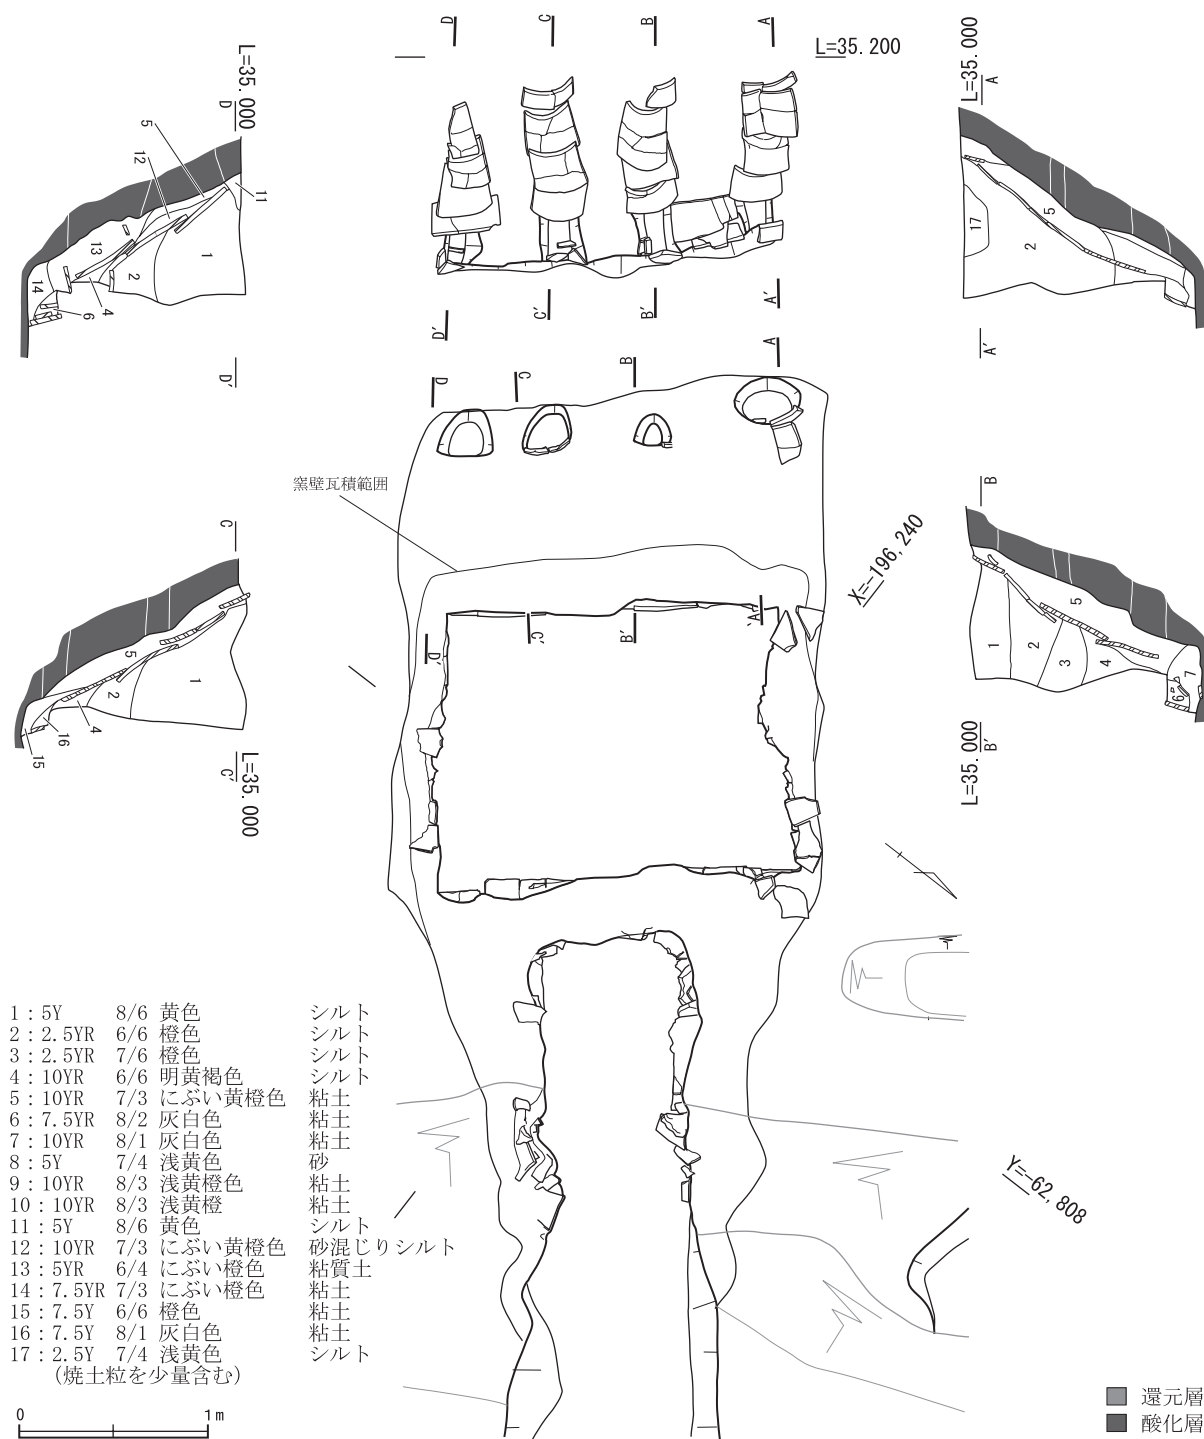 D
C
B
A
L=35.200
L=35.000
D
5
12
11
1
13
14
2
4
6
D'
L=35.000
A
5
17
2
A'
D'
C'
B'
A'
D
C
B
A
窯壁瓦積範囲
C
5
1
2
4
16
15
C'
L=35.000
B
5
1
2
3
4
7
6
B'
L=35.000
X=-196,240
D'
C'
B'
A'
Y=-62,808
1:5Y 8/6 黄色 シルト
2:2.5YR 6/6 橙色 シルト
3:2.5YR 7/6 橙色 シルト
4:10YR 6/6 明黄褐色 シルト
5:10YR 7/3 にぶい黄橙色 粘土
6:7.5YR 8/2 灰白色 粘土
7:10YR 8/1 灰白色 粘土
8:5Y 7/4 浅黄色 砂
9:10YR 8/3 浅黄橙色 粘土
10:10YR 8/3 浅黄橙 粘土
11:5Y 8/6 黄色 シルト
12:10YR 7/3 にぶい黄橙色 砂混じりシルト
13:5YR 6/4 にぶい橙色 粘質土
14:7.5YR 7/3 にぶい橙色 粘土
15:7.5Y 6/6 橙色 粘土
16:7.5Y 8/1 灰白色 粘土
17:2.5Y 7/4 浅黄色 シルト
(焼土粒を少量含む)
0 1m
還元層
酸化層